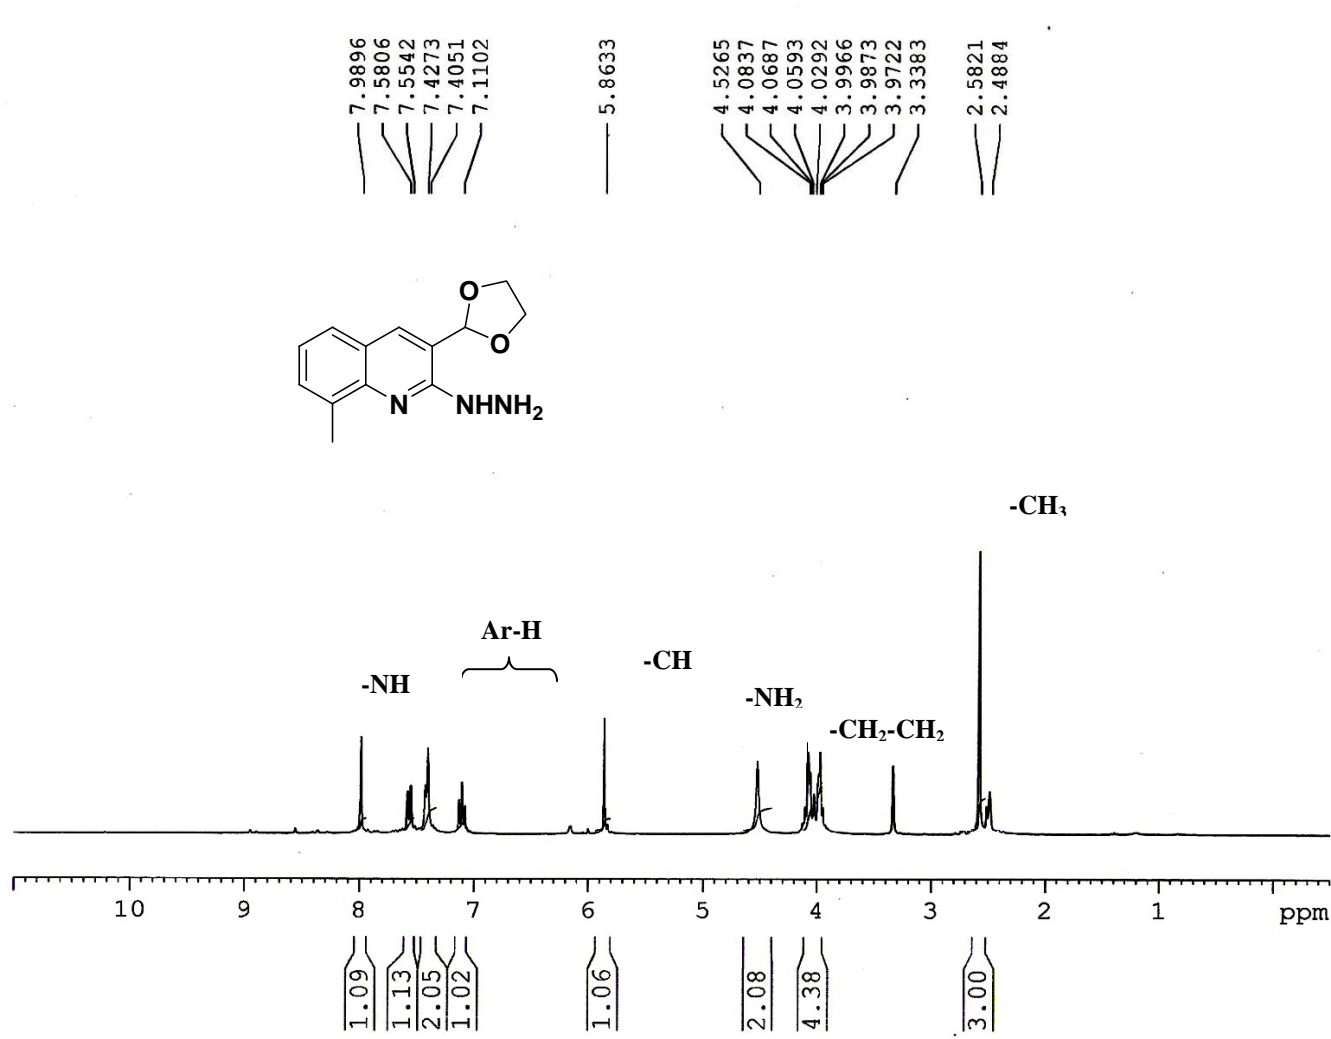 7.9896
7.5806
7.5542
7.4273
7.4051
7.1102
5.8633
4.5265
4.0837
4.0687
4.0593
4.0292
3.9966
3.9873
3.9722
3.3383
2.5821
2.4884
O
O
N
NHNH₂
-CH₃
Ar-H
-CH
-NH
-NH₂
-CH₂-CH₂
10 9 8 7 6 5 4 3 2 1 ppm
1.09
1.13
2.05
1.02
1.06
2.08
4.38
3.00